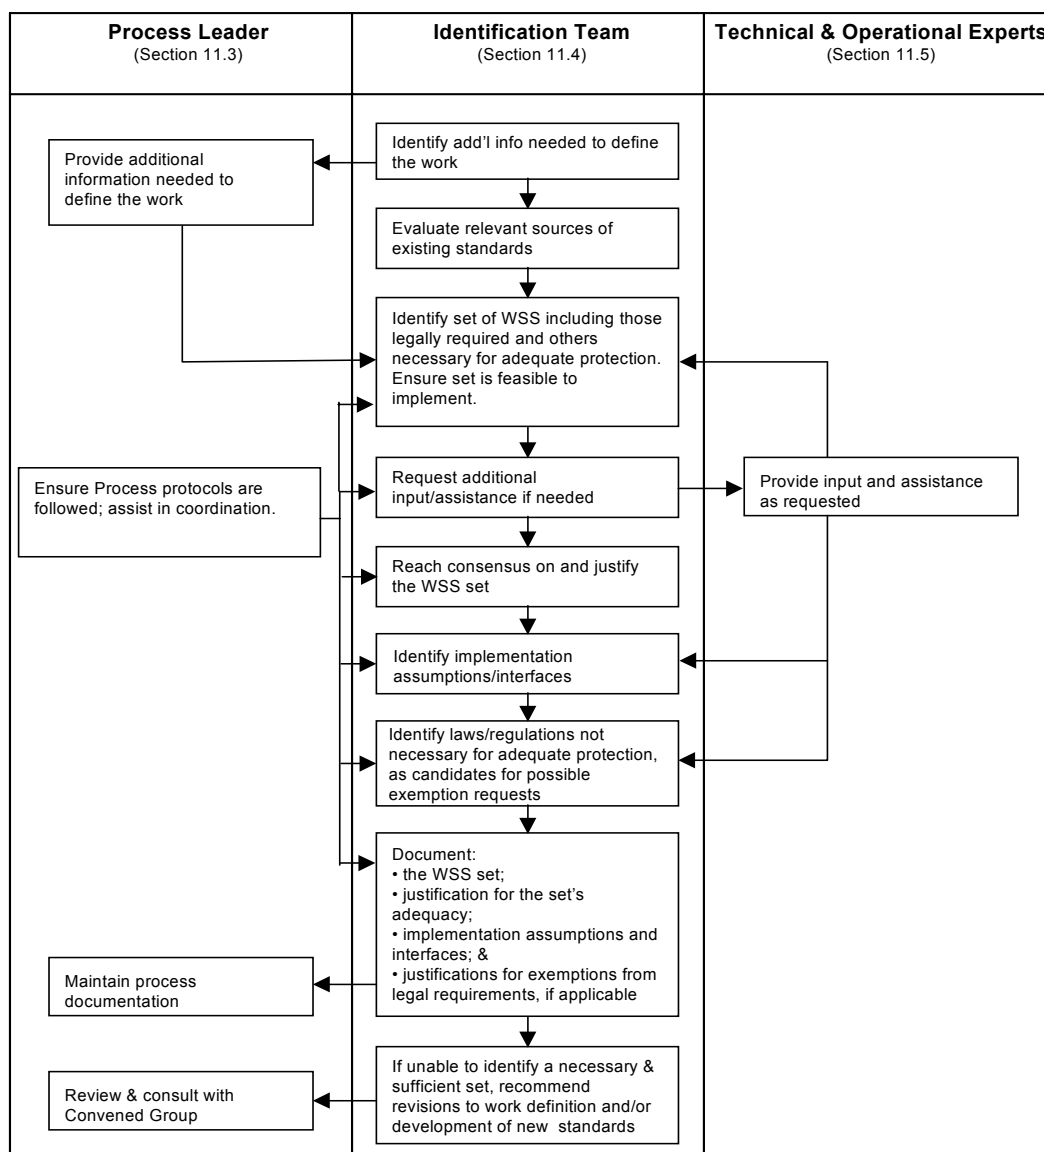 Process Leader
(Section 11.3)
Identification Team
(Section 11.4)
Technical & Operational Experts
(Section 11.5)
Identify add’l info needed to define
the work
Provide additional
information needed to
define the work
Evaluate relevant sources of
existing standards
Identify set of WSS including those
legally required and others
necessary for adequate protection.
Ensure set is feasible to
implement.
Ensure Process protocols are
followed; assist in coordination.
Request additional
input/assistance if needed
Provide input and assistance
as requested
Reach consensus on and justify
the WSS set
Identify implementation
assumptions/interfaces
Identify laws/regulations not
necessary for adequate protection,
as candidates for possible
exemption requests
Document:
• the WSS set;
• justification for the set’s
adequacy;
• implementation assumptions and
interfaces; &
• justifications for exemptions from
legal requirements, if applicable
Maintain process
documentation
If unable to identify a necessary &
sufficient set, recommend
revisions to work definition and/or
development of new standards
Review & consult with
Convened Group